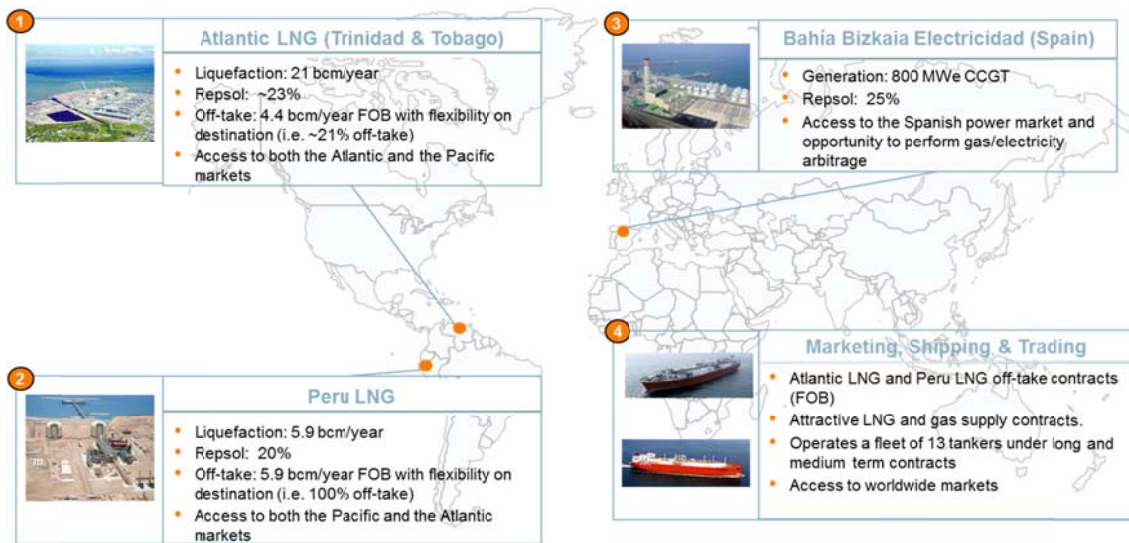 1
Atlantic LNG (Trinidad & Tobago)
• Liquefaction: 21 bcm/year
• Repsol: ~23%
• Off-take: 4.4 bcm/year FOB with flexibility on
destination (i.e. ~21% off-take)
• Access to both the Atlantic and the Pacific
markets
2
Peru LNG
• Liquefaction: 5.9 bcm/year
• Repsol: 20%
• Off-take: 5.9 bcm/year FOB with flexibility on
destination (i.e. 100% off-take)
• Access to both the Pacific and the Atlantic
markets
3
Bahía Bizkaia Electricidad (Spain)
• Generation: 800 MWe CCGT
• Repsol: 25%
• Access to the Spanish power market and
opportunity to perform gas/electricity
arbitrage
4
Marketing, Shipping & Trading
• Atlantic LNG and Peru LNG off-take contracts
(FOB)
• Attractive LNG and gas supply contracts.
• Operates a fleet of 13 tankers under long and
medium term contracts
• Access to worldwide markets